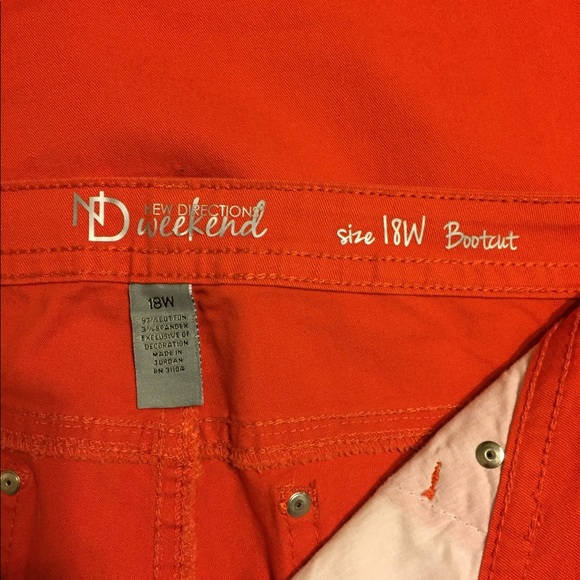 ND NEW DIRECTIONS®
weekend
size 18W Bootcut
18W
97% COTTON
3% SPANDEX
EXCLUSIVE OF
DECORATION
MADE IN
JORDAN
RN 31104